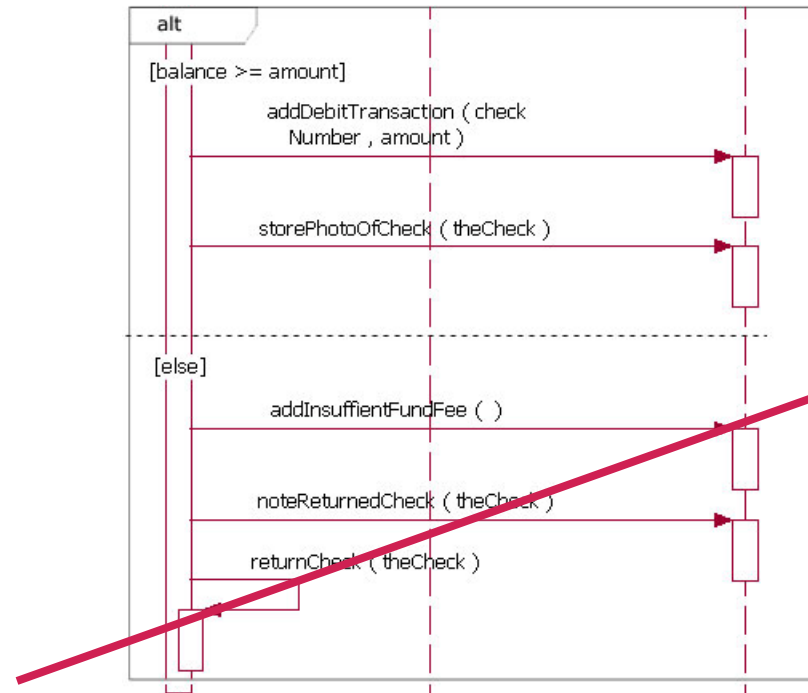 alt
[balance >= amount]
addDebitTransaction ( check
Number , amount )
storePhotoOfCheck ( theCheck )
[else]
addInsuffientFundFee ( )
noteReturnedCheck ( theCheck )
returnCheck ( theCheck )